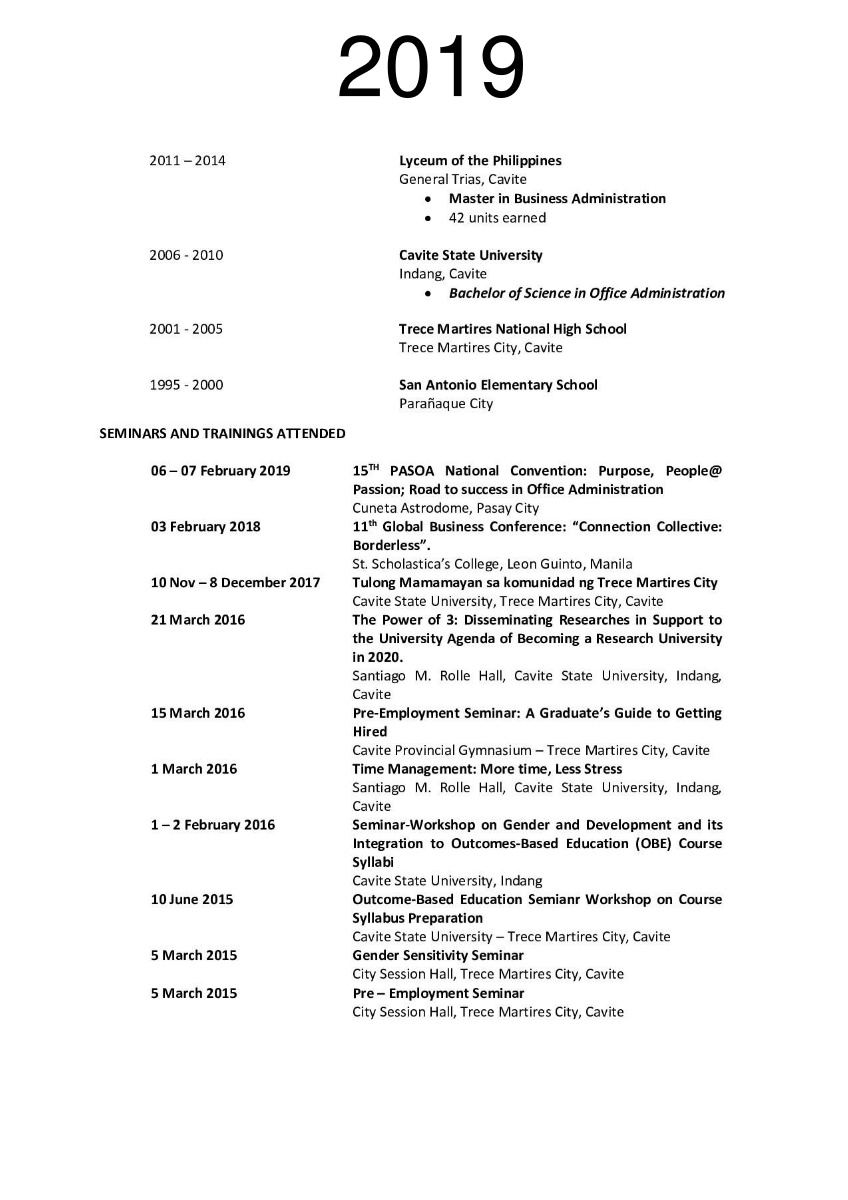 2019
2011 – 2014 Lyceum of the Philippines
General Trias, Cavite
• Master in Business Administration
• 42 units earned
2006 - 2010 Cavite State University
Indang, Cavite
• Bachelor of Science in Office Administration
2001 - 2005 Trece Martires National High School
Trece Martires City, Cavite
1995 - 2000 San Antonio Elementary School
Parañaque City
SEMINARS AND TRAININGS ATTENDED
06 – 07 February 2019 15TH PASOA National Convention: Purpose, People@
Passion; Road to success in Office Administration
Cuneta Astrodome, Pasay City
03 February 2018 11th Global Business Conference: “Connection Collective:
Borderless”.
St. Scholastica’s College, Leon Guinto, Manila
10 Nov – 8 December 2017 Tulong Mamamayan sa komunidad ng Trece Martires City
Cavite State University, Trece Martires City, Cavite
21 March 2016 The Power of 3: Disseminating Researches in Support to
the University Agenda of Becoming a Research University
in 2020.
Santiago M. Rolle Hall, Cavite State University, Indang,
Cavite
15 March 2016 Pre-Employment Seminar: A Graduate’s Guide to Getting
Hired
Cavite Provincial Gymnasium – Trece Martires City, Cavite
1 March 2016 Time Management: More time, Less Stress
Santiago M. Rolle Hall, Cavite State University, Indang,
Cavite
1 – 2 February 2016 Seminar-Workshop on Gender and Development and its
Integration to Outcomes-Based Education (OBE) Course
Syllabi
Cavite State University, Indang
10 June 2015 Outcome-Based Education Semianr Workshop on Course
Syllabus Preparation
Cavite State University – Trece Martires City, Cavite
5 March 2015 Gender Sensitivity Seminar
City Session Hall, Trece Martires City, Cavite
5 March 2015 Pre – Employment Seminar
City Session Hall, Trece Martires City, Cavite